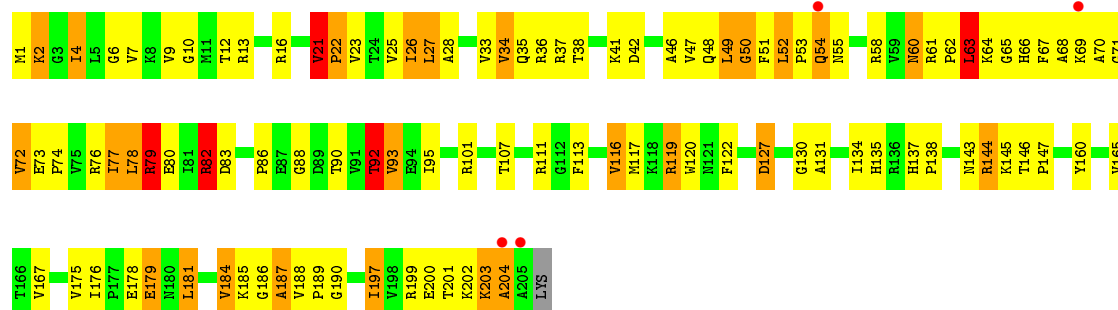 M1 K2 G3 I4 L5 G6 V7 K8 V9 G10 M11 T12 R13 R16 V21 P22 V23 T24 V25 I26 L27 A28 V33 V34 Q35 R36 R37 T38 K41 D42 A46 V47 Q48 L49 G50 F51 L52 P53 Q54 N55 R58 V59 N60 R61 P62 L63 K64 G65 H66 F67 A68 K69 A70 G71
V72 E73 P74 V75 R76 I77 L78 R79 E80 I81 R82 D83 P86 E87 G88 D89 T90 V91 T92 V93 E94 I95 R101 T107 R111 G112 F113 V116 M117 K118 R119 W120 N121 F122 D127 G130 A131 I134 H135 R136 H137 P138 N143 R144 K145 T146 P147 Y160 V165
T166 V167 V175 I176 P177 E178 E179 N180 L181 V184 K185 G186 A187 V188 P189 G190 I197 V198 R199 E200 T201 K202 K203 A204 A205 LYS